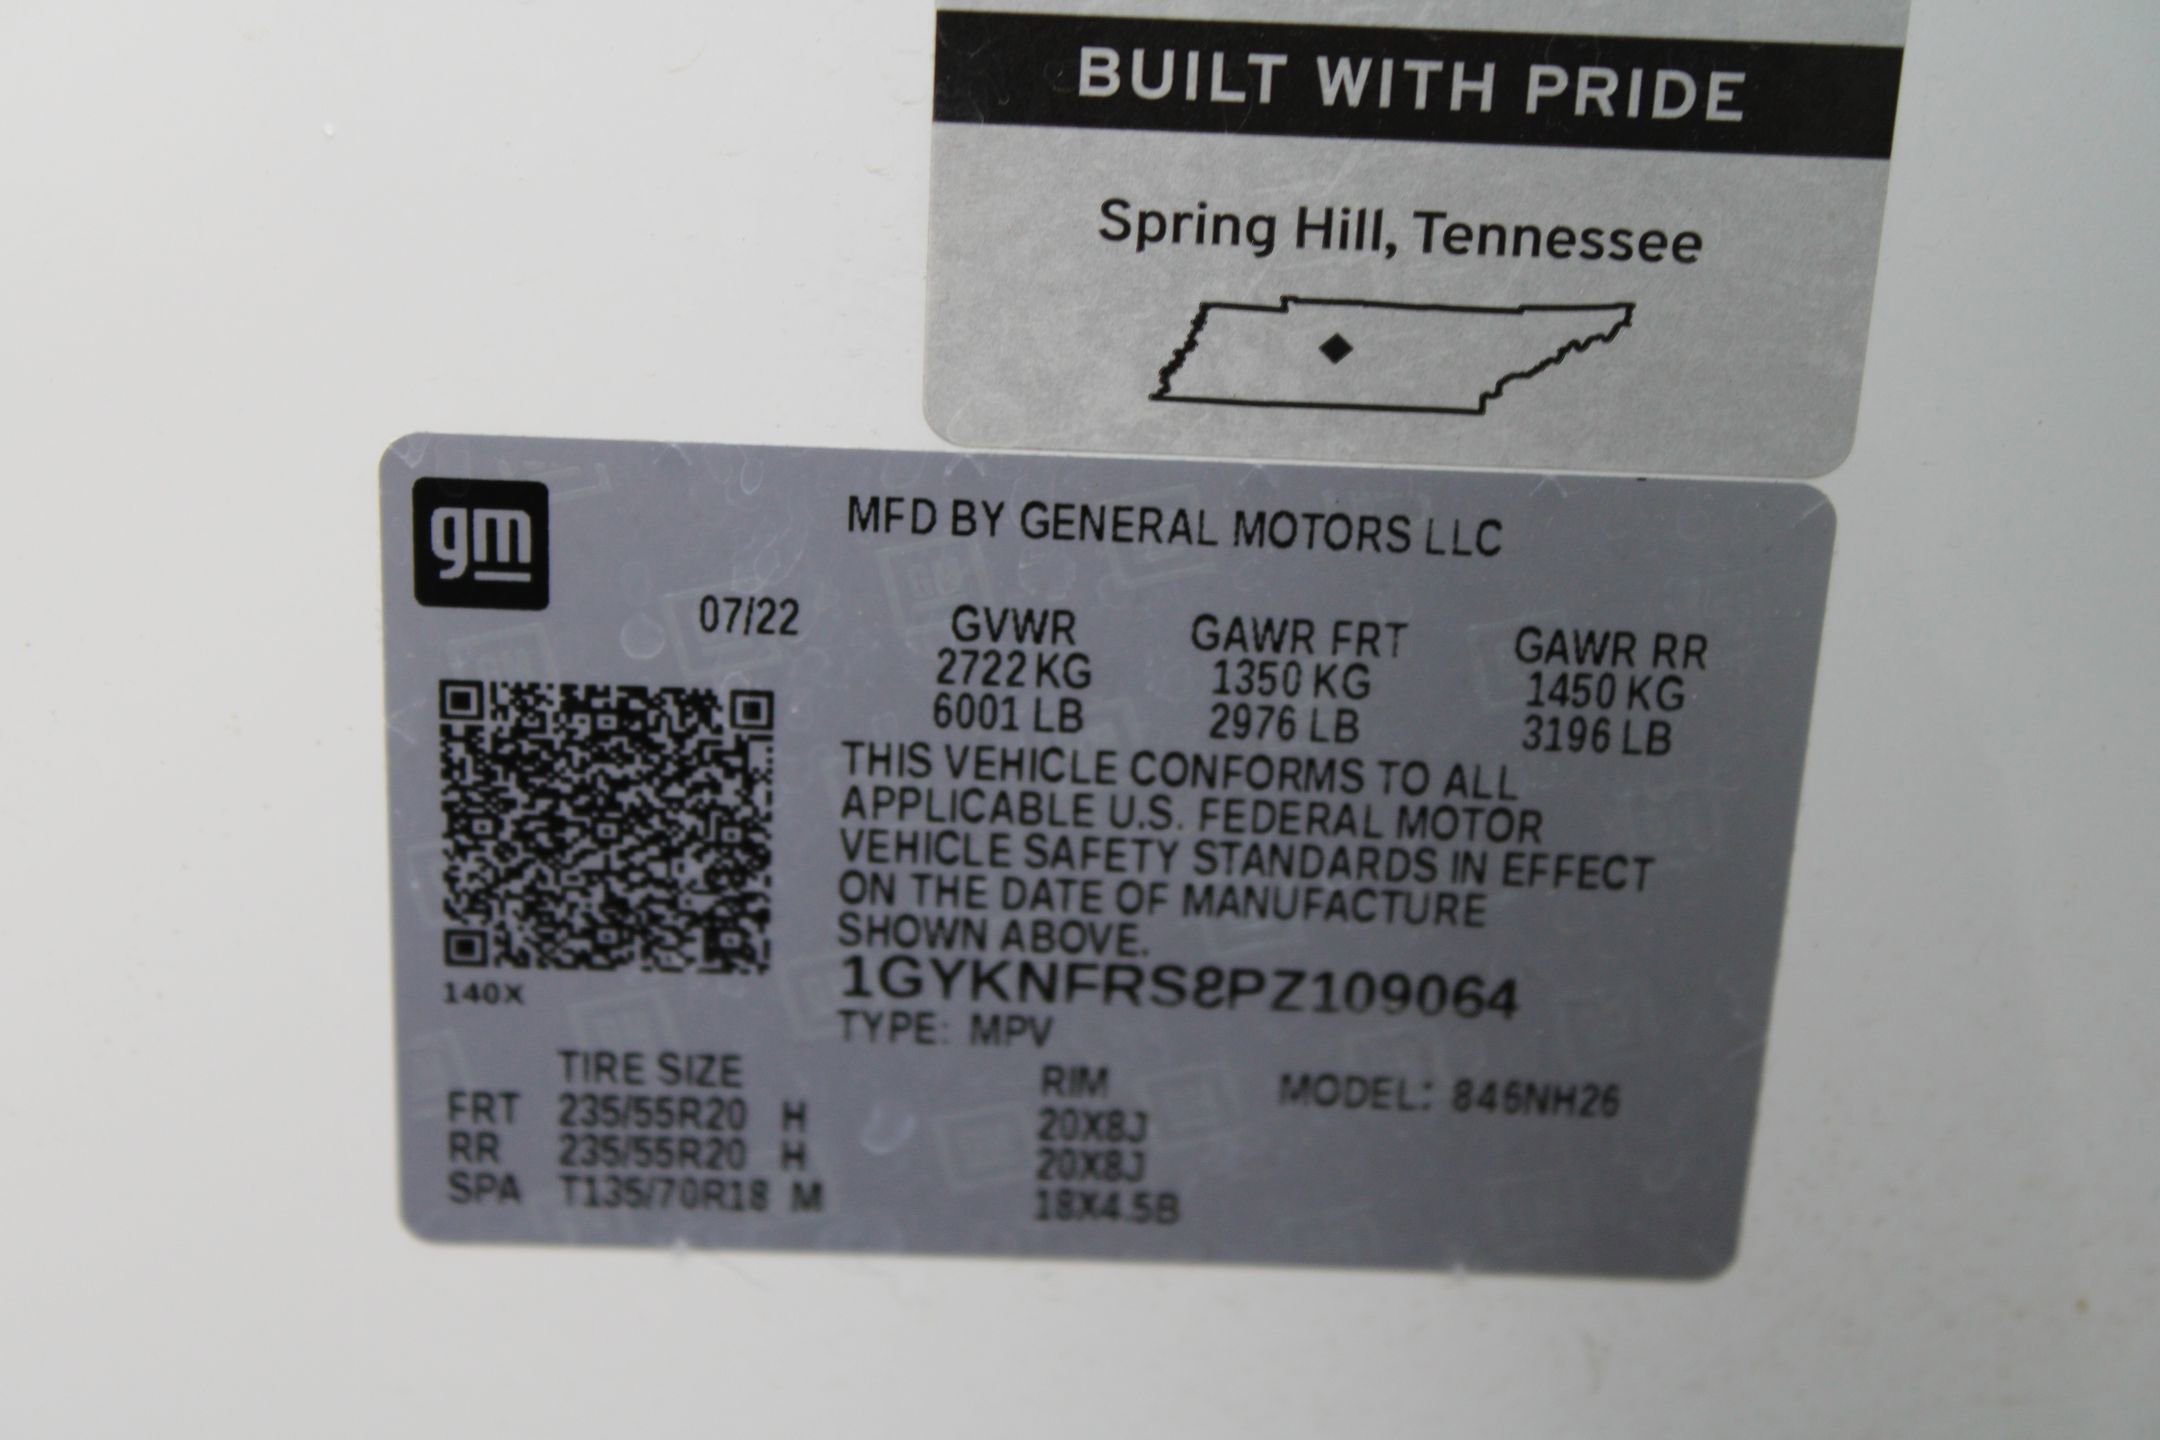 BUILT WITH PRIDE
Spring Hill, Tennessee
gm
MFD BY GENERAL MOTORS LLC
07/22
GVWR GAWR FRT GAWR RR
2722 KG 1350 KG 1450 KG
6001 LB 2976 LB 3196 LB
THIS VEHICLE CONFORMS TO ALL
APPLICABLE U.S. FEDERAL MOTOR
VEHICLE SAFETY STANDARDS IN EFFECT
ON THE DATE OF MANUFACTURE
SHOWN ABOVE.
140X
1GYKNFRS8PZ109064
TYPE: MPV
TIRE SIZE RIM MODEL: 846NH26
FRT 235/55R20 H 20X8J
RR 235/55R20 H 20X8J
SPA T135/70R18 M 18X4.5B